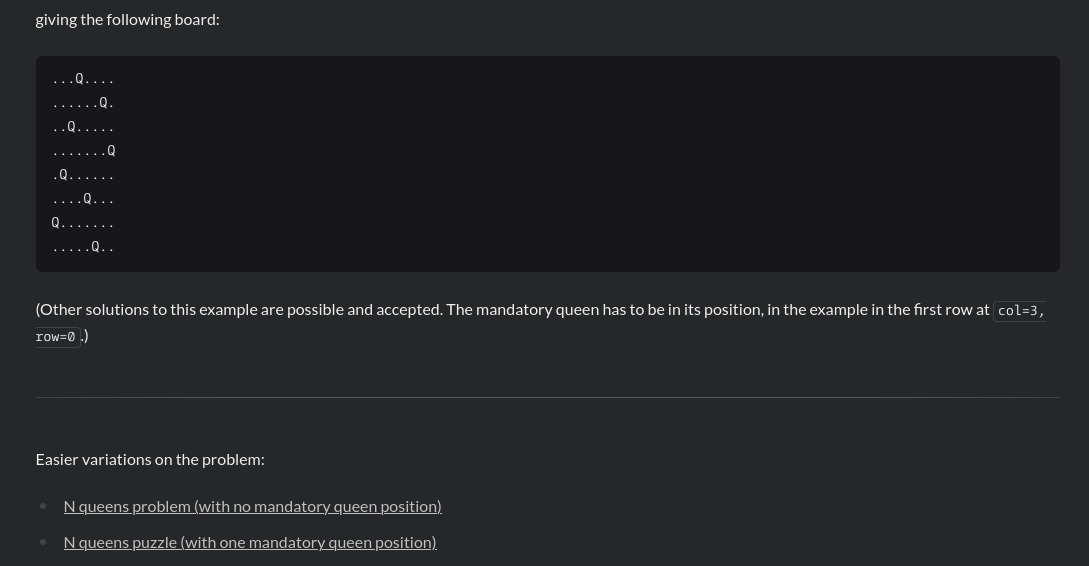 giving the following board:
...Q....
......Q.
..Q.....
.......Q
.Q......
....Q...
Q.......
.....Q..
(Other solutions to this example are possible and accepted. The mandatory queen has to be in its position, in the example in the first row at col=3,
row=0.)
Easier variations on the problem:
N queens problem (with no mandatory queen position)
N queens puzzle (with one mandatory queen position)